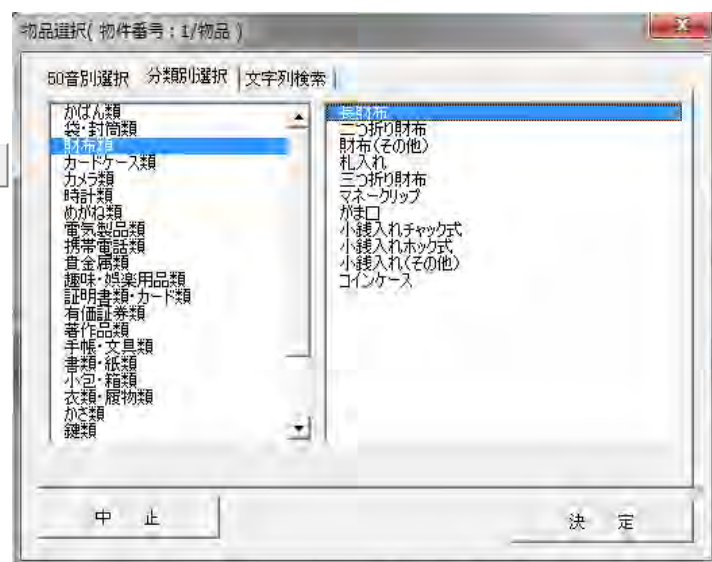 物品選択( 物件番号:1/物品 )
50音別選択 分類別選択 文字列検索
かばん類
袋・封筒類
財布類
カードケース類
カメラ類
時計類
めがね類
電気製品類
携帯電話類
貴金属類
趣味・娯楽用品類
証明書類・カード類
有価証券類
著作品類
手帳・文具類
書類・紙類
小包・箱類
衣類・履物類
かさ類
鍵類
長財布
二つ折り財布
財布(その他)
札入れ
三つ折り財布
マネークリップ
がま口
小銭入れチャック式
小銭入れホック式
小銭入れ(その他)
コインケース
中 止
決 定